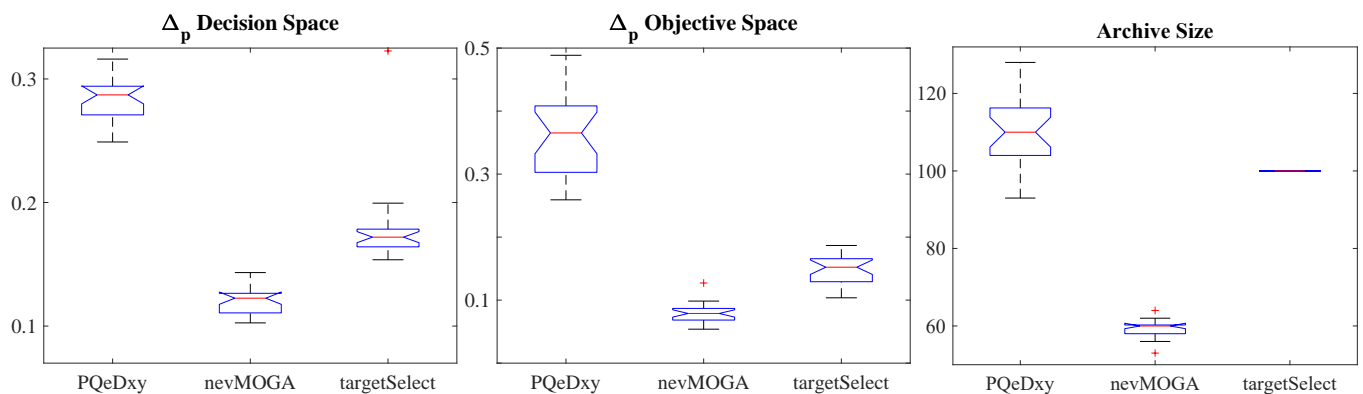 Δp Decision Space
0.3
0.2
0.1
PQeDxy nevMOGA targetSelect
Δp Objective Space
0.5
0.3
0.1
PQeDxy nevMOGA targetSelect
Archive Size
120
100
80
60
PQeDxy nevMOGA targetSelect